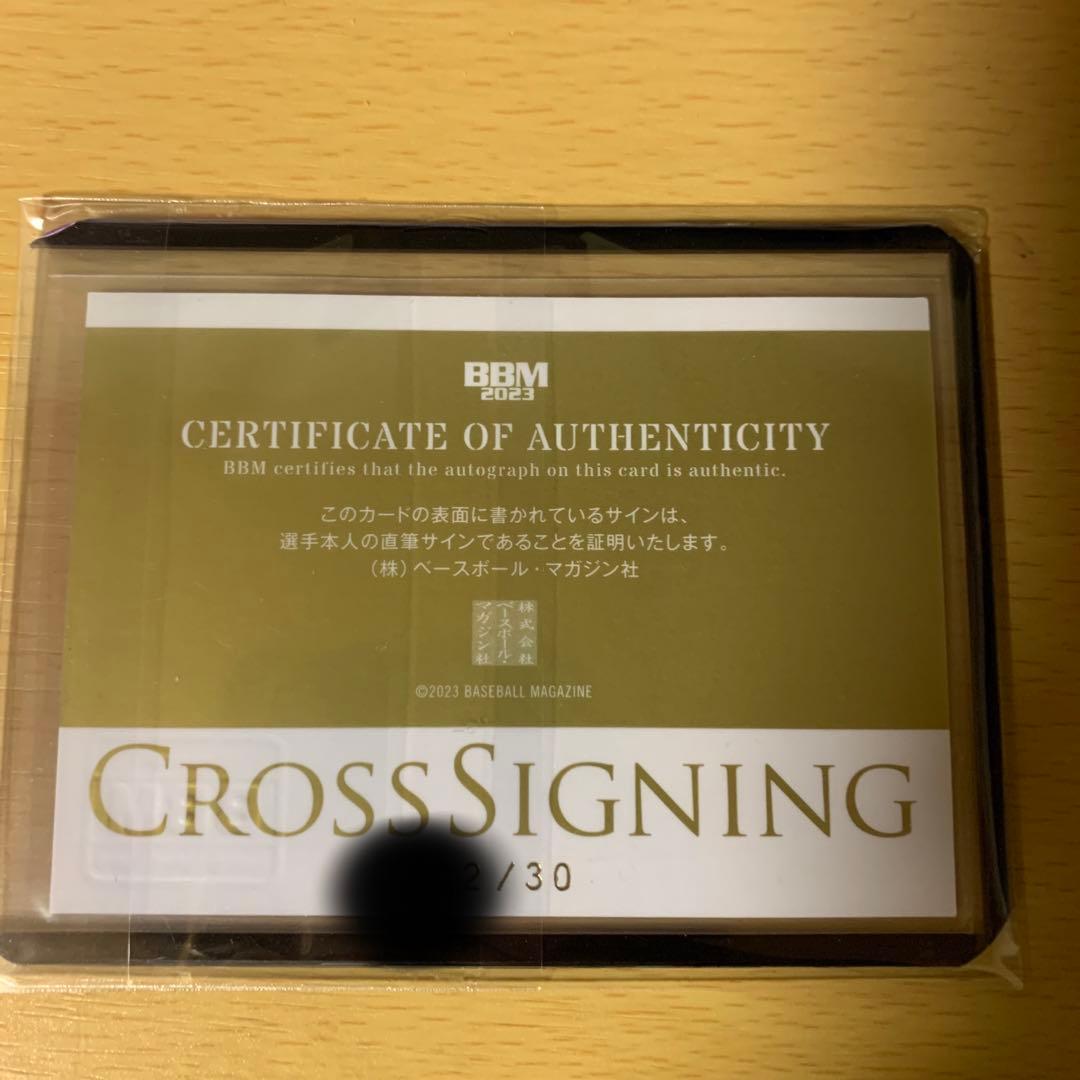 BBM
2023
CERTIFICATE OF AUTHENTICITY
BBM certifies that the autograph on this card is authentic.
このカードの表面に書かれているサインは、
選手本人の直筆サインであることを証明いたします。
（株）ベースボール・マガジン社
株式会社
ベースボール・
マガジン社
©2023 BASEBALL MAGAZINE
CROSSSIGNING
2/30